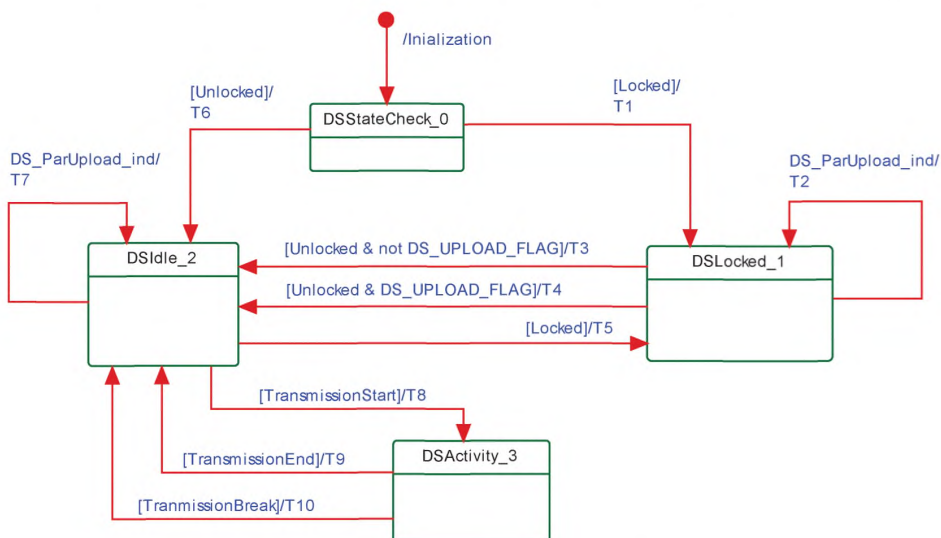 /Inialization
[Unlocked]/
T6
DSStateCheck_0
[Locked]/
T1
DS_ParUpload_ind/
T7
DS_ParUpload_ind/
T2
DSIdle_2
[Unlocked & not DS_UPLOAD_FLAG]/T3
DSLocked_1
[Unlocked & DS_UPLOAD_FLAG]/T4
[Locked]/T5
[TransmissionStart]/T8
DSActivity_3
[TransmissionEnd]/T9
[TranmissionBreak]/T10